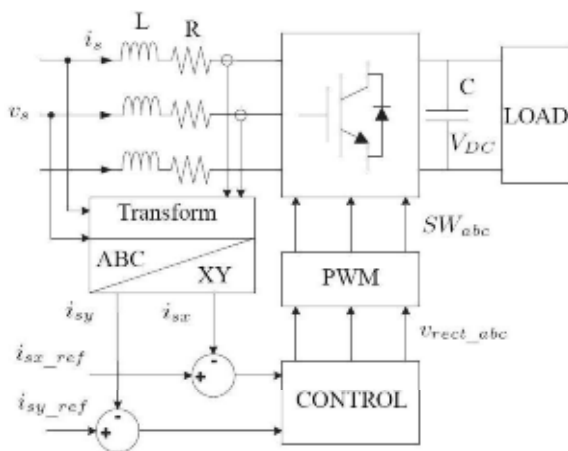 L
R
i_s
v_s
C
V_DC
LOAD
Transform
ABC
XY
SW_abc
PWM
i_sy
i_sx
v_rect_abc
i_sx_ref
+
-
CONTROL
i_sy_ref
+
-